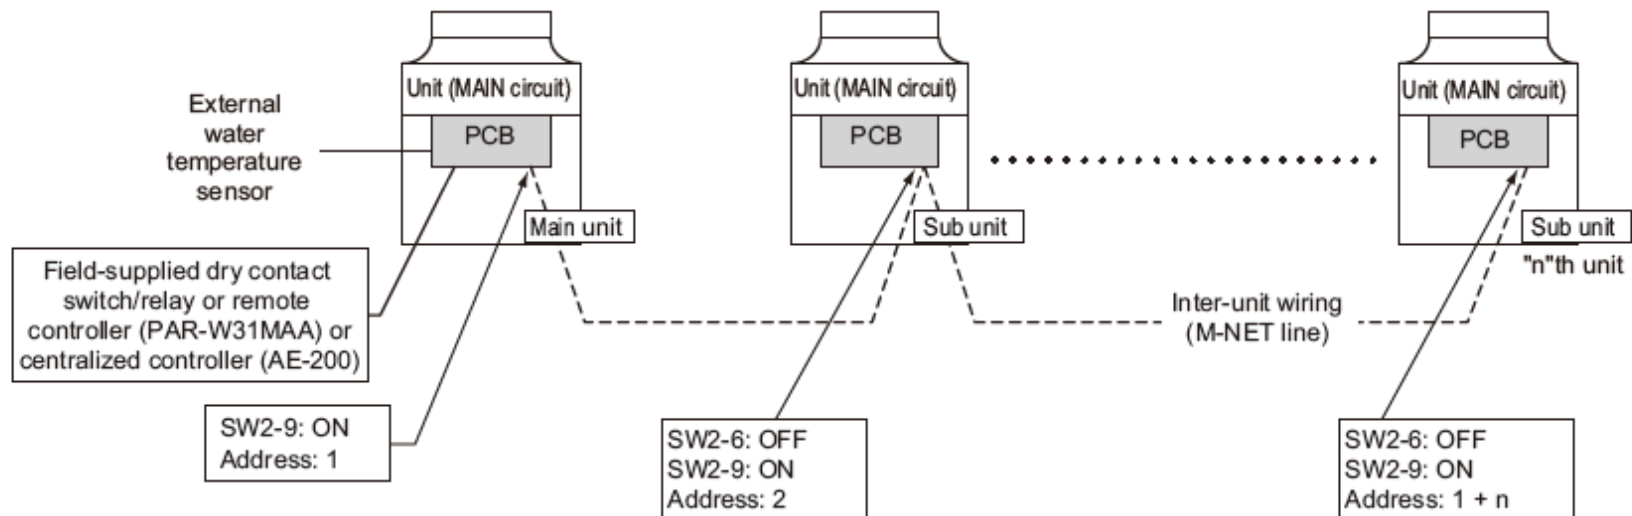 Unit (MAIN circuit)
PCB
External
water
temperature
sensor
Main unit
Field-supplied dry contact
switch/relay or remote
controller (PAR-W31MAA) or
centralized controller (AE-200)
SW2-9: ON
Address: 1
Unit (MAIN circuit)
PCB
Sub unit
SW2-6: OFF
SW2-9: ON
Address: 2
Inter-unit wiring
(M-NET line)
Unit (MAIN circuit)
PCB
Sub unit
"n"th unit
SW2-6: OFF
SW2-9: ON
Address: 1 + n